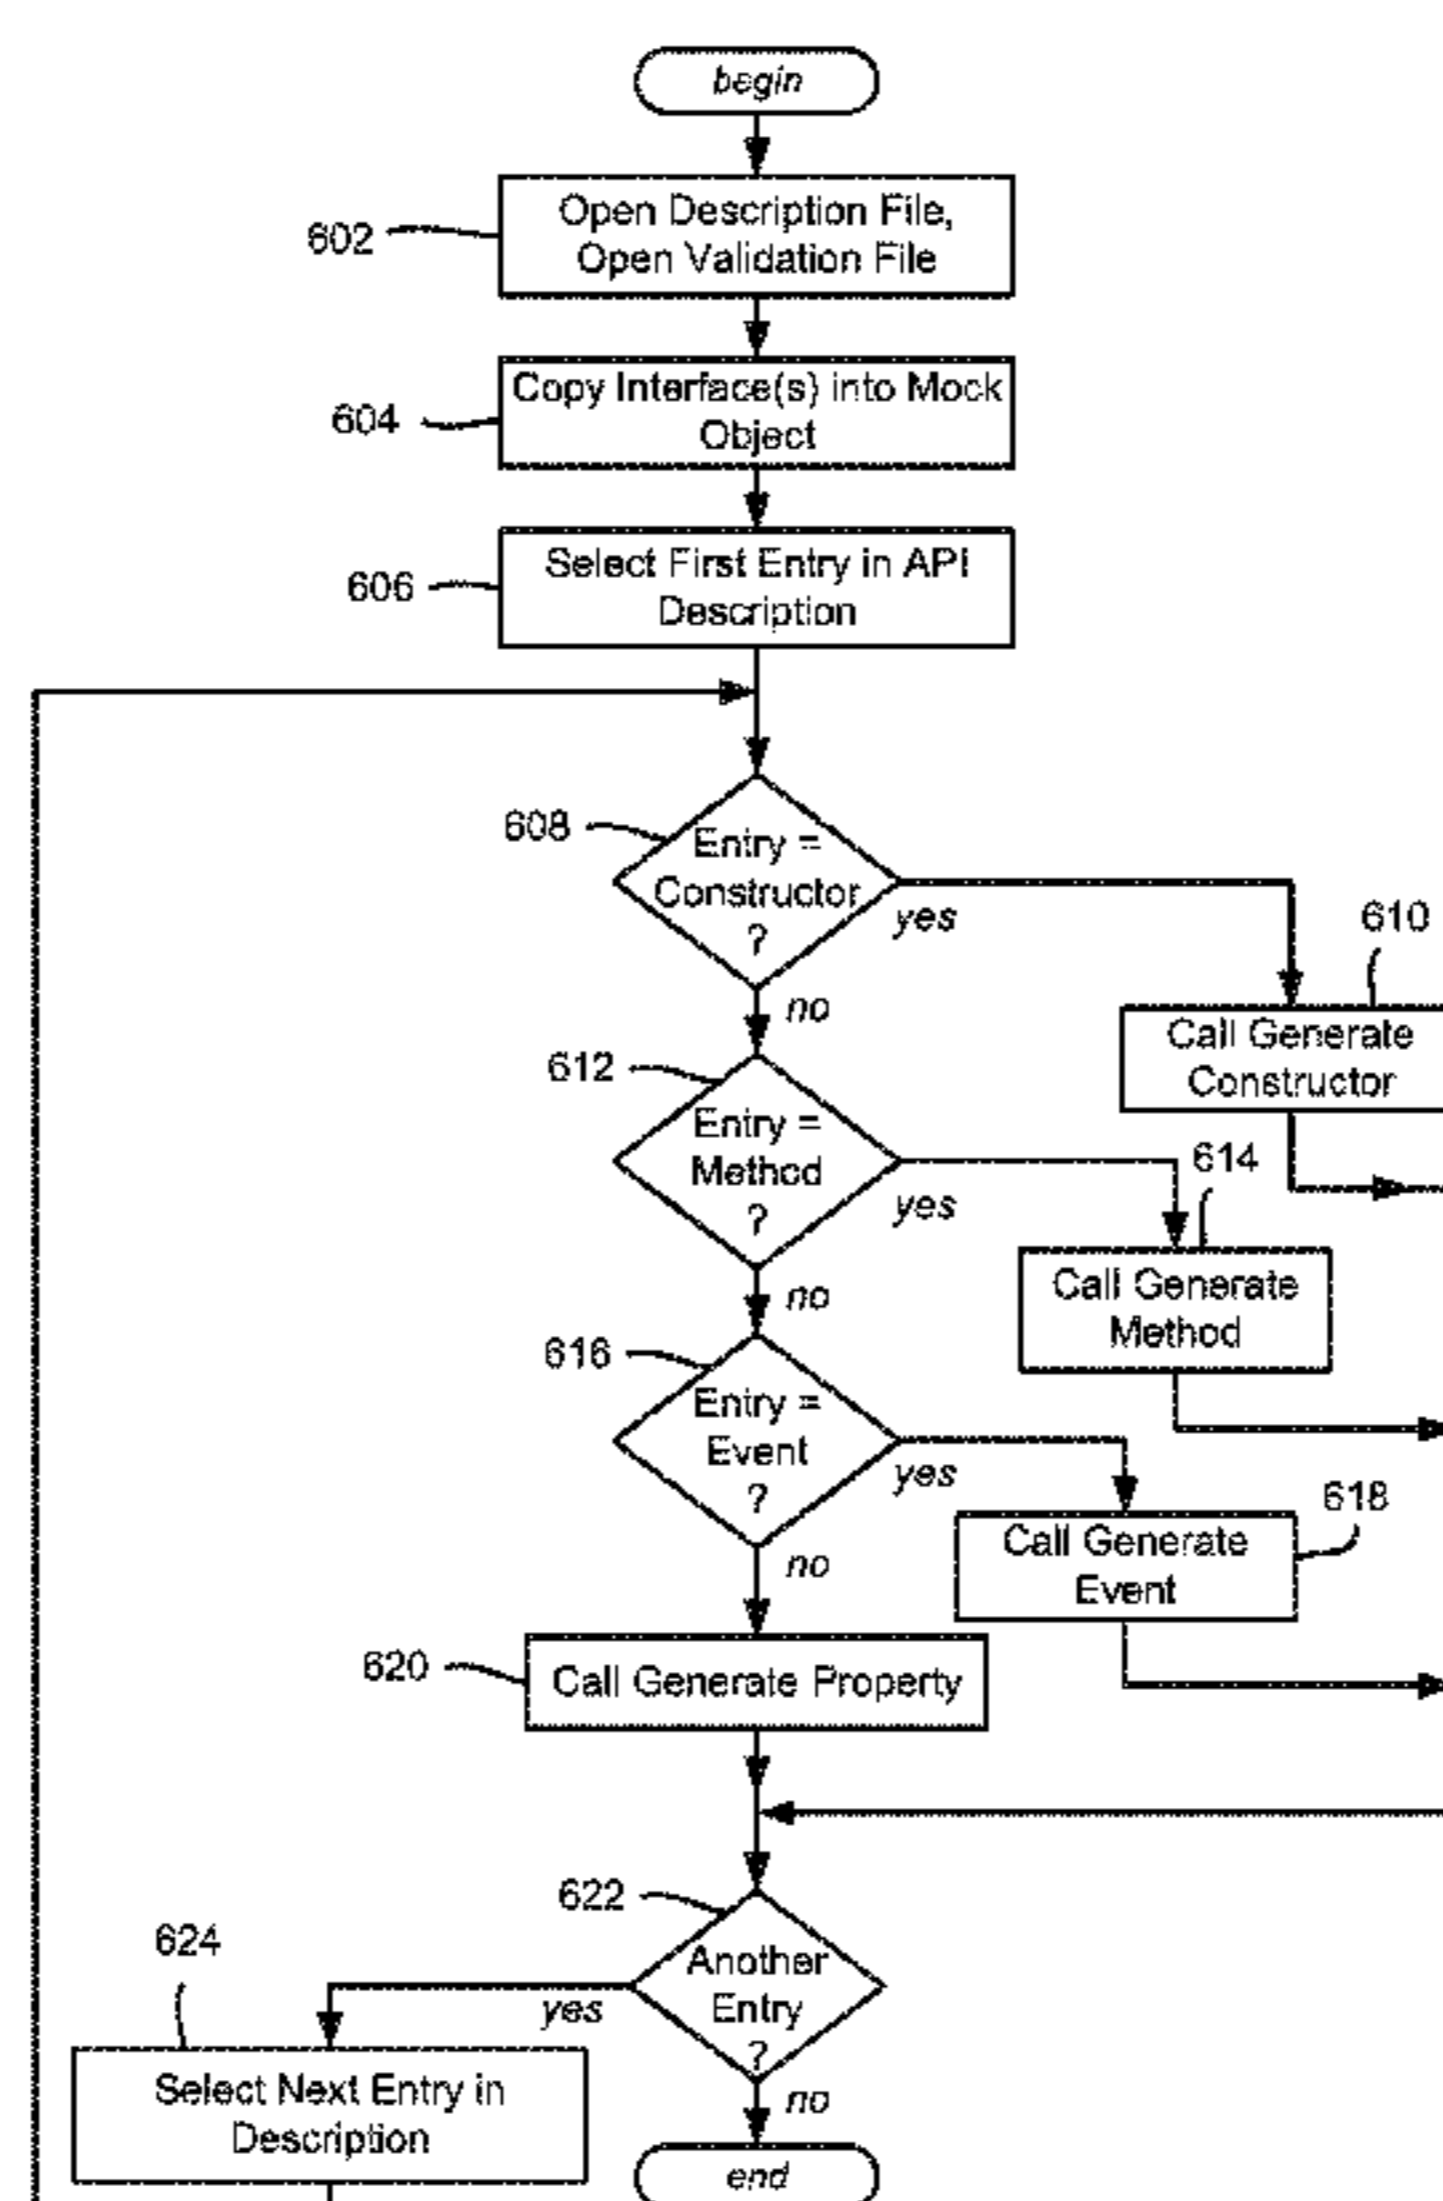 begin
602
Open Description File,
Open Validation File
604
Copy Interface(s) into Mock
Object
606
Select First Entry in API
Description
608
Entry =
Constructor
?
yes
610
no
Call Generate
Constructor
612
Entry =
Method
?
yes
614
no
Call Generate
Method
616
Entry =
Event
?
yes
618
no
Call Generate
Event
620
Call Generate Property
622
Another
Entry
?
624
yes
Select Next Entry in
Description
no
end